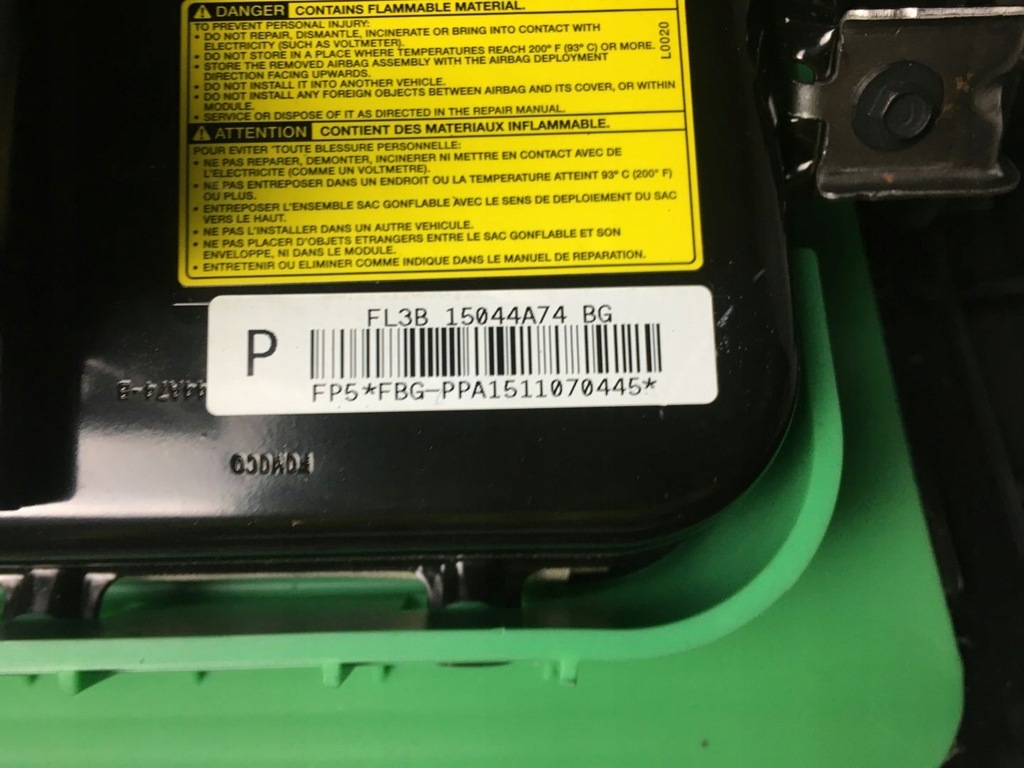 DANGER CONTAINS FLAMMABLE MATERIAL.
TO PREVENT PERSONAL INJURY:
• DO NOT REPAIR, DISMANTLE, INCINERATE OR BRING INTO CONTACT WITH
ELECTRICITY (SUCH AS VOLTMETER).
• DO NOT STORE IN A PLACE WHERE TEMPERATURES REACH 200° F (93° C) OR MORE.
• STORE THE REMOVED AIRBAG ASSEMBLY WITH THE AIRBAG DEPLOYMENT
DIRECTION FACING UPWARDS.
• DO NOT INSTALL IT INTO ANOTHER VEHICLE.
• DO NOT INSTALL ANY FOREIGN OBJECTS BETWEEN AIRBAG AND ITS COVER, OR WITHIN
MODULE.
• SERVICE OR DISPOSE OF IT AS DIRECTED IN THE REPAIR MANUAL.
L0020
ATTENTION CONTIENT DES MATERIAUX INFLAMMABLE.
POUR EVITER 'TOUTE BLESSURE PERSONNELLE:
• NE PAS REPARER, DEMONTER, INCINERER NI METTRE EN CONTACT AVEC DE
L'ELECTRICITE (COMME UN VOLTMETRE).
• NE PAS ENTREPOSER DANS UN ENDROIT OU LA TEMPERATURE ATTEINT 93° C (200° F)
OU PLUS.
• ENTREPOSER L'ENSEMBLE SAC GONFLABLE AVEC LE SENS DE DEPLOIEMENT DU SAC
VERS LE HAUT.
• NE PAS L'INSTALLER DANS UN AUTRE VEHICULE.
• NE PAS PLACER D'OBJETS ETRANGERS ENTRE LE SAC GONFLABLE ET SON
ENVELOPPE, NI DANS LE MODULE.
• ENTRETENIR OU ELIMINER COMME INDIQUE DANS LE MANUEL DE REPARATION.
FL3B 15044A74 BG
P
FP5*FBG-PPA1511070445*